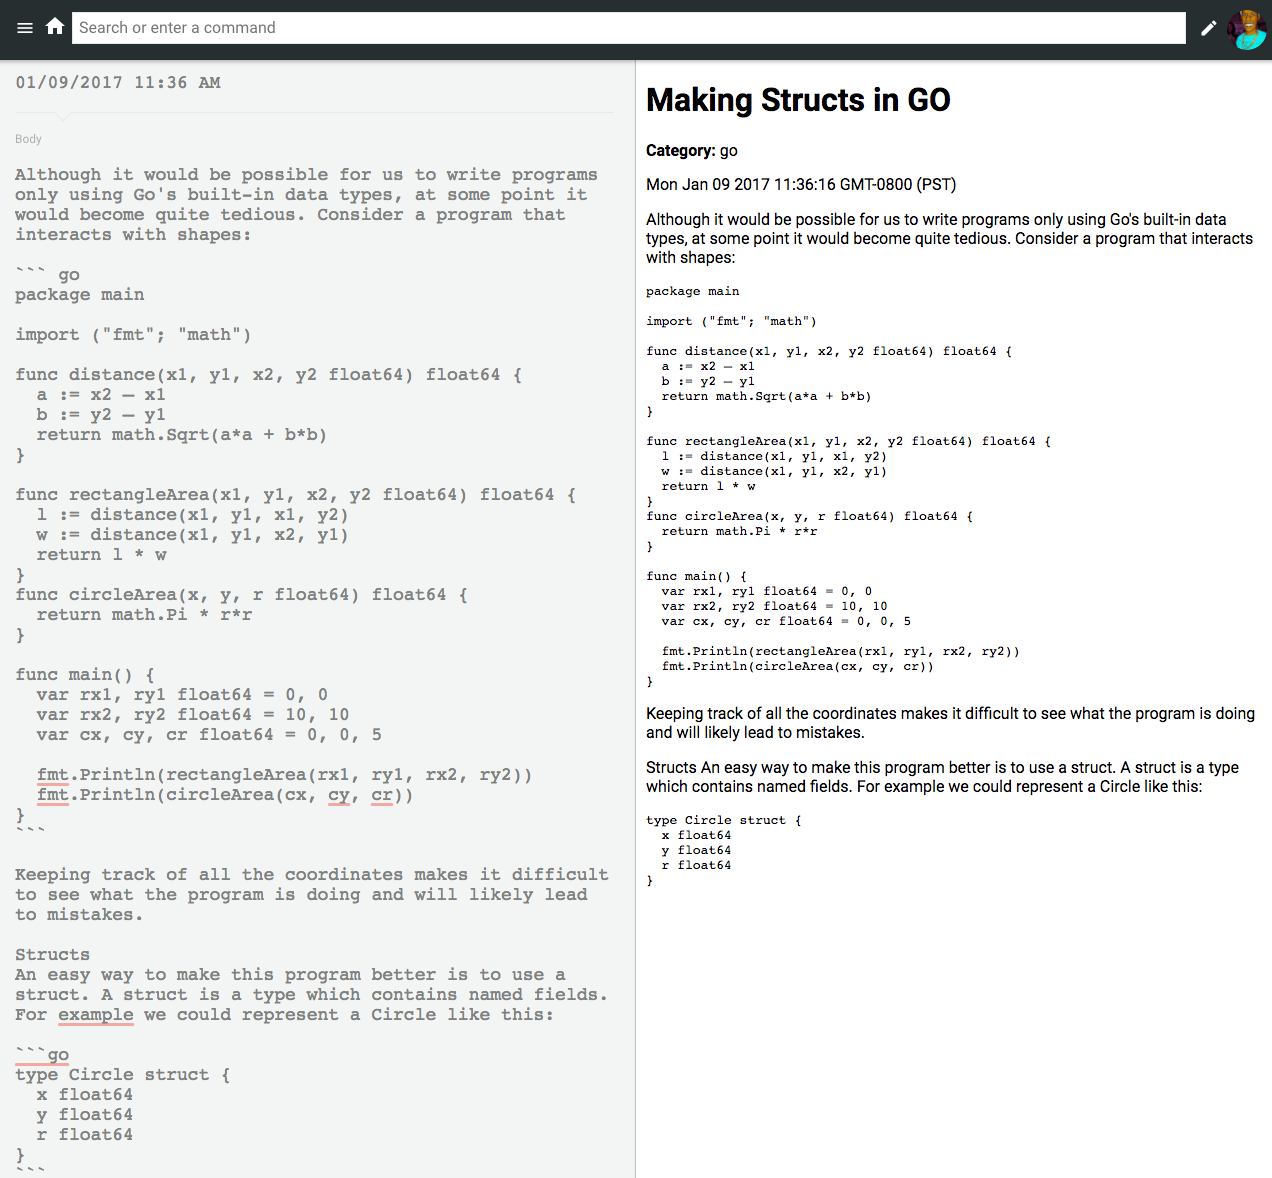 Search or enter a command
01/09/2017 11:36 AM
Body
Although it would be possible for us to write programs
only using Go's built-in data types, at some point it
would become quite tedious. Consider a program that
interacts with shapes:
``` go
package main
import ("fmt"; "math")
func distance(x1, y1, x2, y2 float64) float64 {
  a := x2 – x1
  b := y2 – y1
  return math.Sqrt(a*a + b*b)
}
func rectangleArea(x1, y1, x2, y2 float64) float64 {
  l := distance(x1, y1, x1, y2)
  w := distance(x1, y1, x2, y1)
  return l * w
}
func circleArea(x, y, r float64) float64 {
  return math.Pi * r*r
}
func main() {
  var rx1, ry1 float64 = 0, 0
  var rx2, ry2 float64 = 10, 10
  var cx, cy, cr float64 = 0, 0, 5
  fmt.Println(rectangleArea(rx1, ry1, rx2, ry2))
  fmt.Println(circleArea(cx, cy, cr))
}
```
Keeping track of all the coordinates makes it difficult
to see what the program is doing and will likely lead
to mistakes.
Structs
An easy way to make this program better is to use a
struct. A struct is a type which contains named fields.
For example we could represent a Circle like this:
```go
type Circle struct {
  x float64
  y float64
  r float64
}
```
Making Structs in GO
Category: go
Mon Jan 09 2017 11:36:16 GMT-0800 (PST)
Although it would be possible for us to write programs only using Go's built-in data
types, at some point it would become quite tedious. Consider a program that interacts
with shapes:
package main
import ("fmt"; "math")
func distance(x1, y1, x2, y2 float64) float64 {
  a := x2 – x1
  b := y2 – y1
  return math.Sqrt(a*a + b*b)
}
func rectangleArea(x1, y1, x2, y2 float64) float64 {
  l := distance(x1, y1, x1, y2)
  w := distance(x1, y1, x2, y1)
  return l * w
}
func circleArea(x, y, r float64) float64 {
  return math.Pi * r*r
}
func main() {
  var rx1, ry1 float64 = 0, 0
  var rx2, ry2 float64 = 10, 10
  var cx, cy, cr float64 = 0, 0, 5
  fmt.Println(rectangleArea(rx1, ry1, rx2, ry2))
  fmt.Println(circleArea(cx, cy, cr))
}
Keeping track of all the coordinates makes it difficult to see what the program is doing
and will likely lead to mistakes.
Structs An easy way to make this program better is to use a struct. A struct is a type
which contains named fields. For example we could represent a Circle like this:
type Circle struct {
  x float64
  y float64
  r float64
}